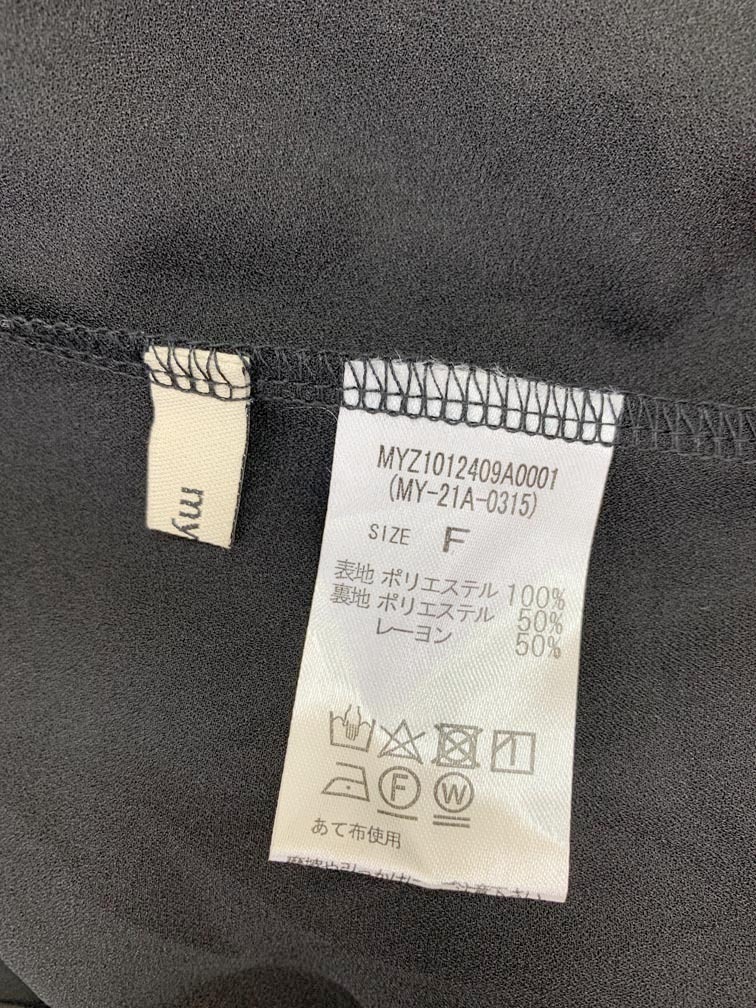 my
MYZ1012409A0001
(MY-21A-0315)
SIZE F
表地 ポリエステル 100%
裏地 ポリエステル 50%
レーヨン 50%
F W
あて布使用